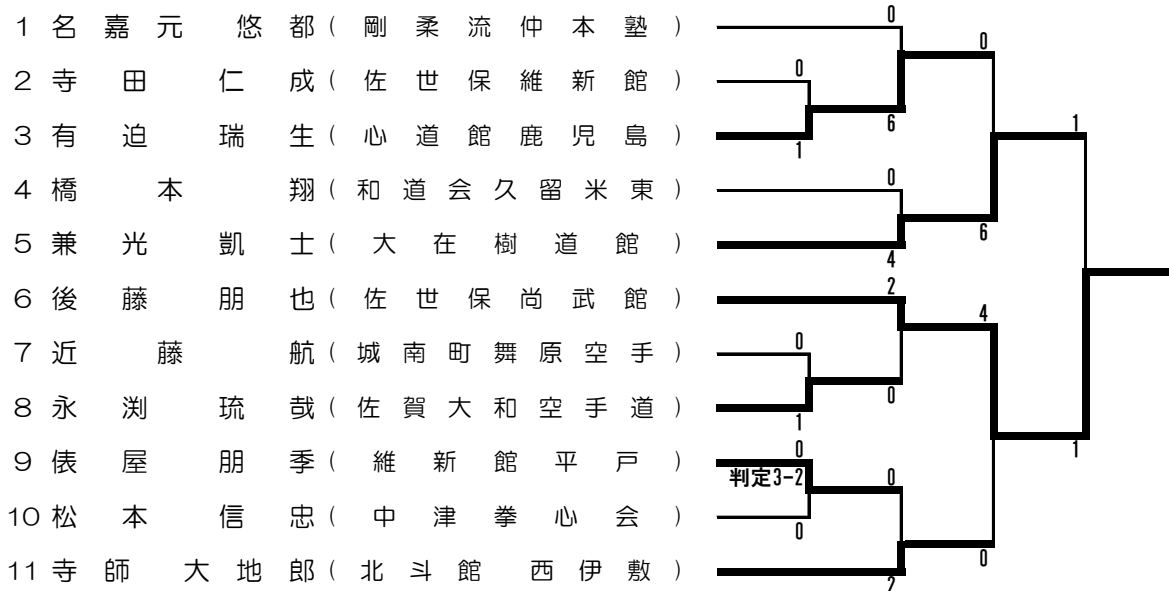 0
1 名嘉元 悠都(剛柔流仲本塾)
0
0
2 寺田 仁成(佐世保維新館)
6
1
3 有迫 瑞生(心道館鹿児島)
1
0
4 橋本 翔(和道会久留米東)
6
5 兼光 凱士(大在樹道館)
4
2
6 後藤 朋也(佐世保尚武館)
4
0
7 近藤 航(城南町舞原空手)
0
8 永渕 琉哉(佐賀大和空手道)
1
0
1
9 俵屋 朋季(維新館平戸)
判定3-2
0
10 松本 信忠(中津拳心会)
0
0
11 寺師 大地郎(北斗館 西伊敷)
2